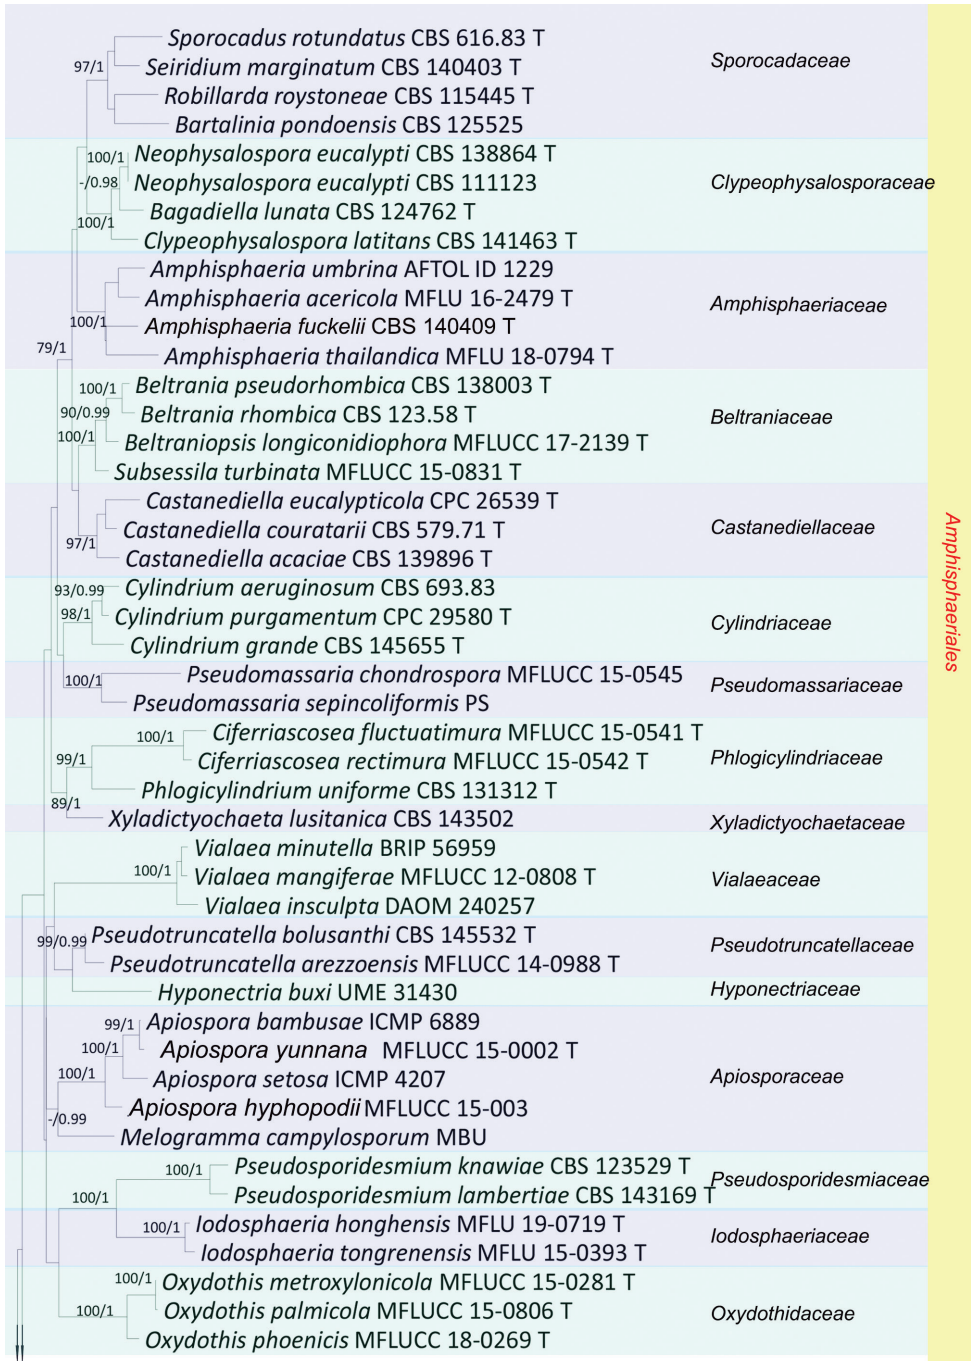 Sporocadus rotundatus CBS 616.83 T
97/1
Seiridium marginatum CBS 140403 T
Sporocadaceae
Robillarda roystoneae CBS 115445 T
Bartalinia pondoensis CBS 125525
100/1
Neophysalospora eucalypti CBS 138864 T
-/0.98
Neophysalospora eucalypti CBS 111123
Clypeophysalosporaceae
Bagadiella lunata CBS 124762 T
100/1
Clypeophysalospora latitans CBS 141463 T
Amphisphaeria umbrina AFTOL ID 1229
Amphisphaeria acericola MFLU 16-2479 T
Amphisphaeriaceae
100/1
Amphisphaeria fuckelii CBS 140409 T
79/1
Amphisphaeria thailandica MFLU 18-0794 T
100/1
Beltrania pseudorhombica CBS 138003 T
90/0.99
Beltrania rhombica CBS 123.58 T
Beltraniaceae
100/1
Beltraniopsis longiconidiophora MFLUCC 17-2139 T
Subsessila turbinata MFLUCC 15-0831 T
Castanediella eucalypticola CPC 26539 T
Castanediella couratarii CBS 579.71 T
Castanediellaceae
97/1
Castanediella acaciae CBS 139896 T
93/0.99
Cylindrium aeruginosum CBS 693.83
98/1
Cylindrium purgamentum CPC 29580 T
Cylindriaceae
Cylindrium grande CBS 145655 T
100/1
Pseudomassaria chondrospora MFLUCC 15-0545
Pseudomassariaceae
Pseudomassaria sepincoliformis PS
100/1
Ciferriascosea fluctuatimura MFLUCC 15-0541 T
99/1
Ciferriascosea rectimura MFLUCC 15-0542 T
Phlogicylindriaceae
Phlogicylindrium uniforme CBS 131312 T
89/1
Xyladictyochaeta lusitanica CBS 143502
Xyladictyochaetaceae
Vialaea minutella BRIP 56959
100/1
Vialaea mangiferae MFLUCC 12-0808 T
Vialaeaceae
Vialaea insculpta DAOM 240257
99/0.99
Pseudotruncatella bolusanthi CBS 145532 T
Pseudotruncatellaceae
Pseudotruncatella arezzoensis MFLUCC 14-0988 T
Hyponectria buxi UME 31430
Hyponectriaceae
99/1
Apiospora bambusae ICMP 6889
100/1
Apiospora yunnana MFLUCC 15-0002 T
100/1
Apiospora setosa ICMP 4207
Apiosporaceae
Apiospora hyphopodii MFLUCC 15-003
-/0.99
Melogramma campylosporum MBU
100/1
Pseudosporidesmium knawiae CBS 123529 T
Pseudosporidesmiaceae
100/1
Pseudosporidesmium lambertiae CBS 143169 T
100/1
Iodosphaeria honghensis MFLU 19-0719 T
Iodosphaeriaceae
Iodosphaeria tongrenensis MFLU 15-0393 T
100/1
Oxydothis metroxylonicola MFLUCC 15-0281 T
100/1
Oxydothis palmicola MFLUCC 15-0806 T
Oxydothidaceae
Oxydothis phoenicis MFLUCC 18-0269 T
Amphisphaeriales